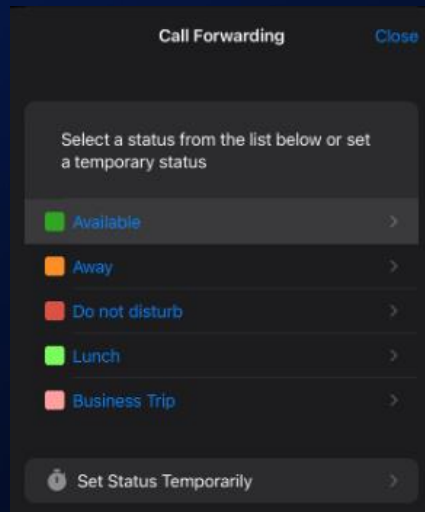 Call Forwarding
Close
Select a status from the list below or set
a temporary status
Available
Away
Do not disturb
Lunch
Business Trip
Set Status Temporarily